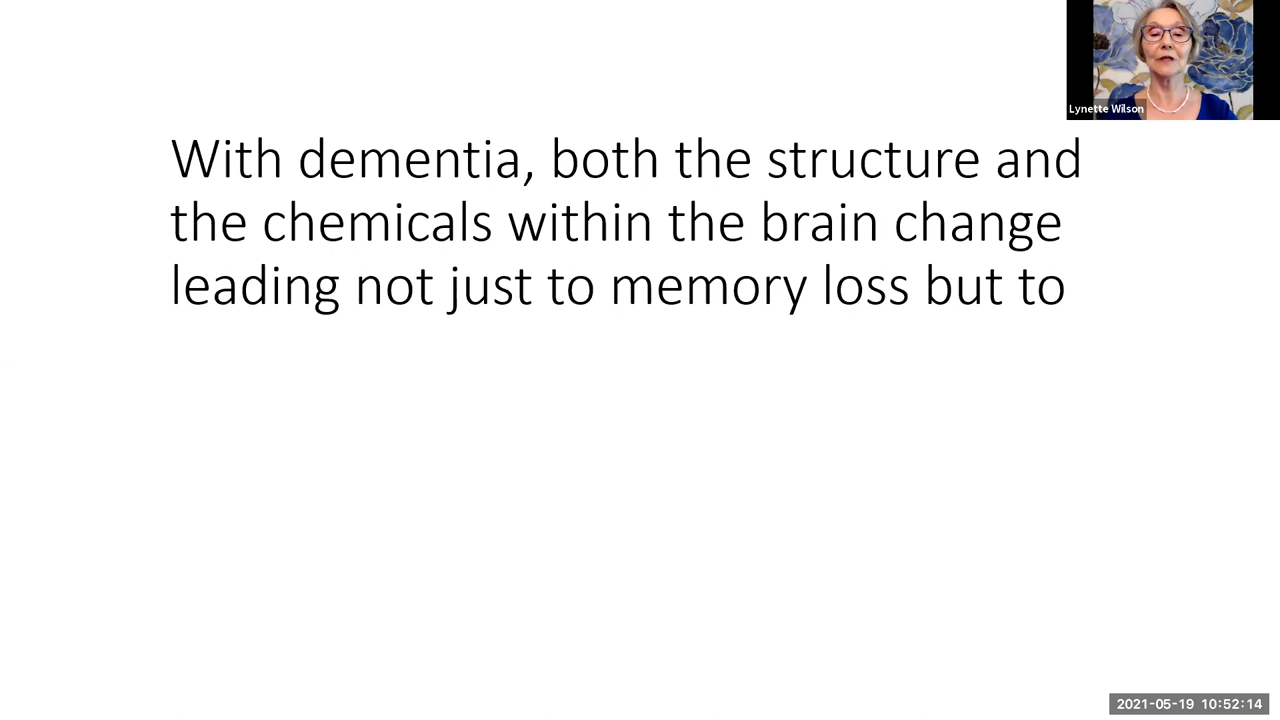 Lynette Wilson
With dementia, both the structure and
the chemicals within the brain change
leading not just to memory loss but to
2021-05-19 10:52:14